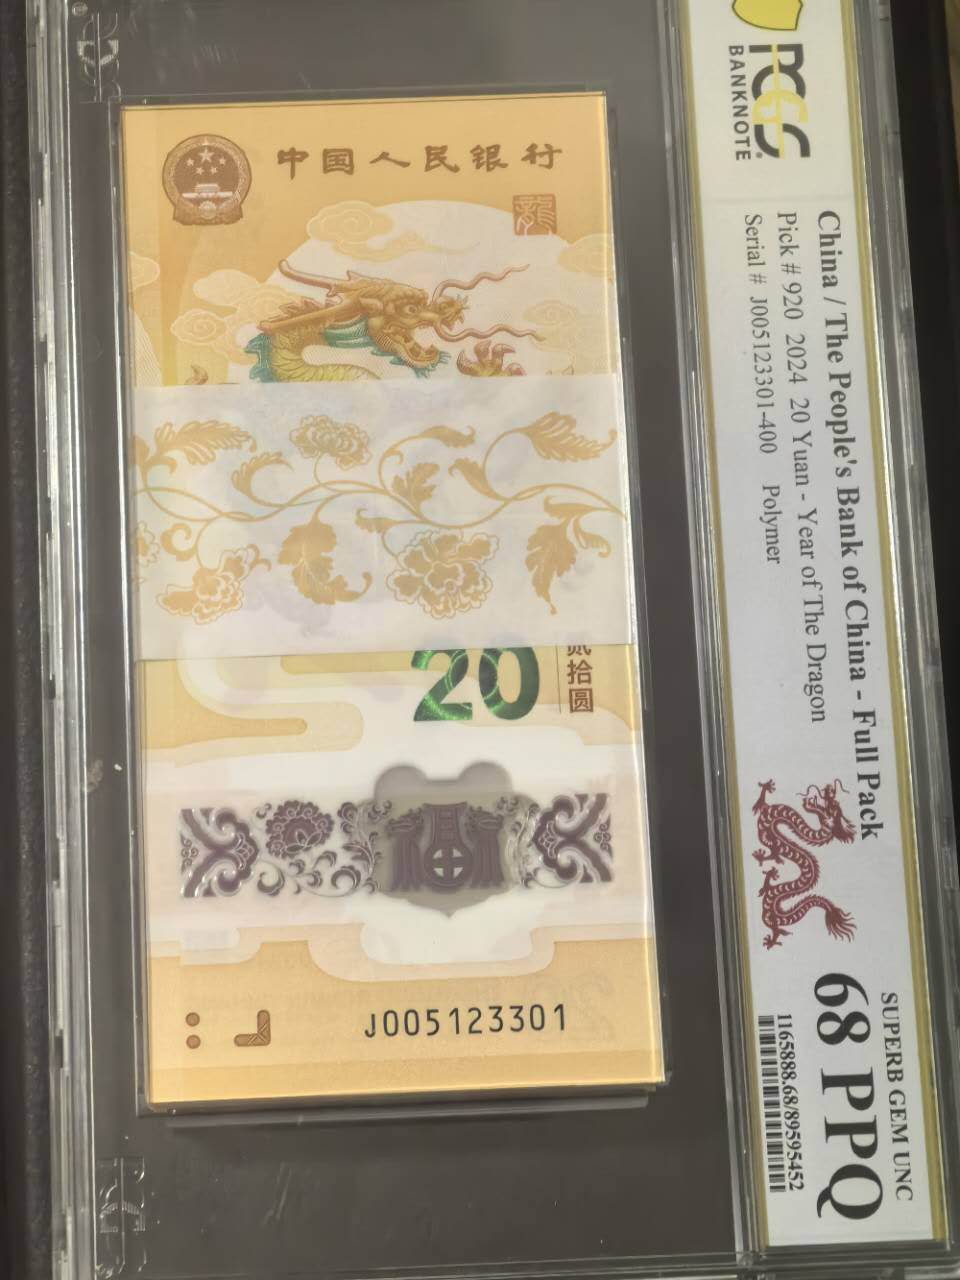 中国人民银行
龍
20
贰拾圆
J005123301
PCGS
BANKNOTE
China / The People's Bank of China - Full Pack
Pick # 920 2024 20 Yuan - Year of The Dragon
Serial # J005123301-400 Polymer
SUPERB GEM UNC
68 PPQ
1165888.68/89595452